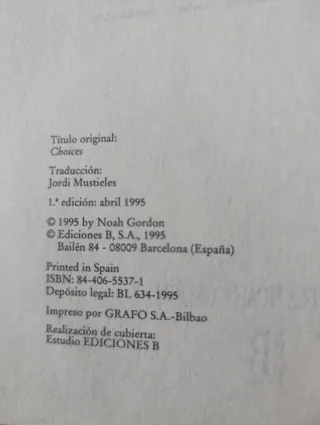 Título original:
Choices
Traducción:
Jordi Mustieles
1.ª edición: abril 1995
© 1995 by Noah Gordon
© Ediciones B, S.A., 1995
Bailén 84 - 08009 Barcelona (España)
Printed in Spain
ISBN: 84-406-5537-1
Depósito legal: BI. 634-1995
Impreso por GRAFO S.A.-Bilbao
Realización de cubierta:
Estudio EDICIONES B